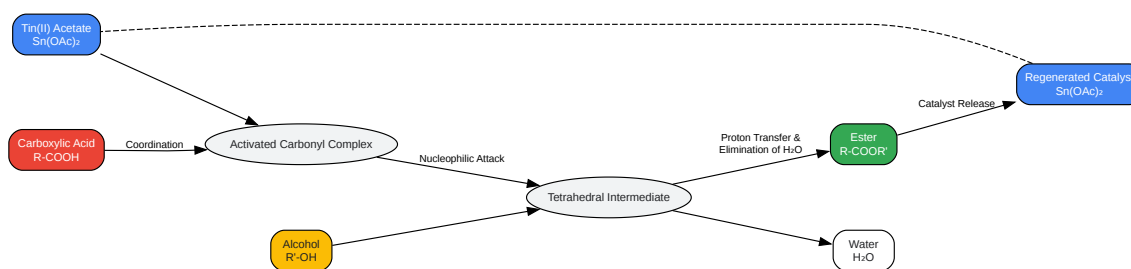 Tin(II) Acetate
Sn(OAc)₂
Regenerated Catalys
Sn(OAc)₂
Catalyst Release
Carboxylic Acid
R-COOH
Coordination
Activated Carbonyl Complex
Nucleophilic Attack
Proton Transfer &
Elimination of H₂O
Ester
R-COOR'
Tetrahedral Intermediate
Alcohol
R'-OH
Water
H₂O